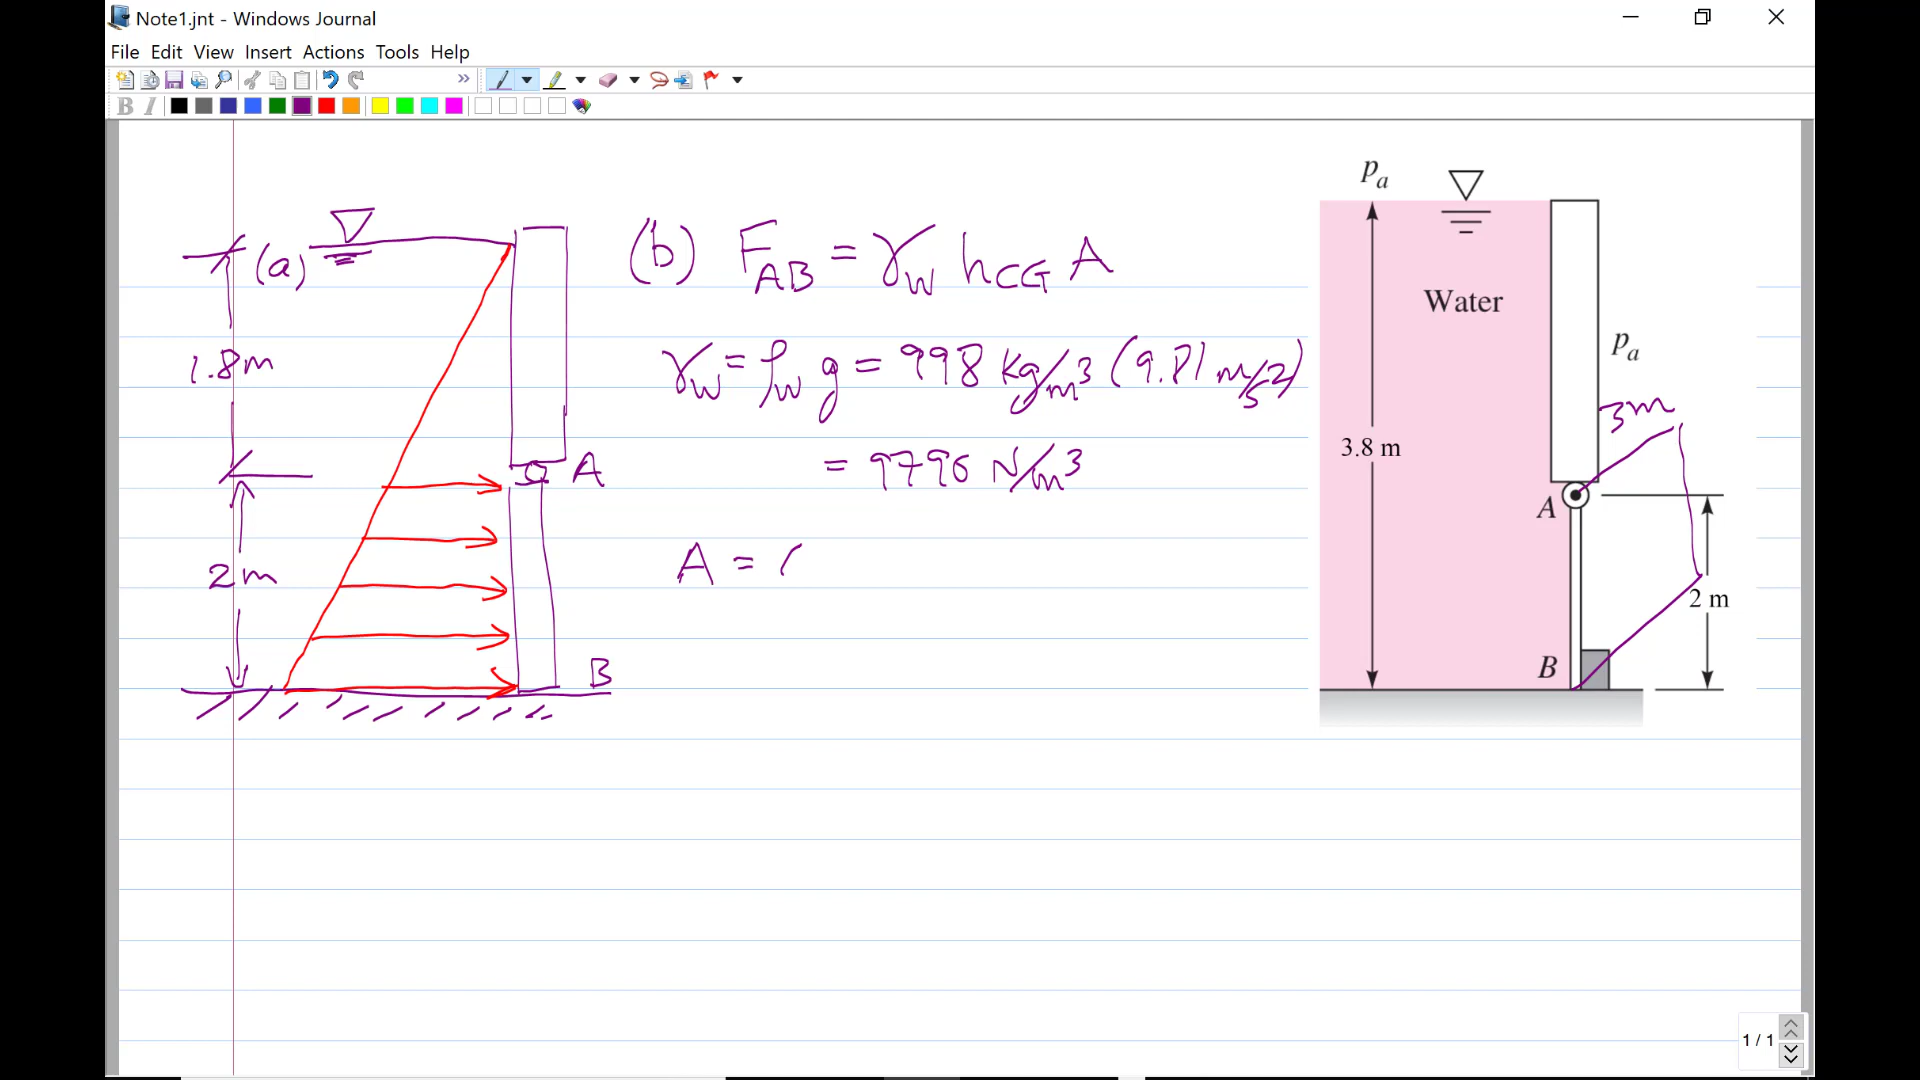 Note1.jnt - Windows Journal
File Edit View Insert Actions Tools Help
B I
(a)
1.8m
2m
A
B
(b) F_AB = γ_w h_CG A
γ_w = ρ_w g = 998 kg/m³ (9.81 m/s²)
= 9790 N/m³
A = (
p_a
Water
p_a
3m
3.8 m
A
2 m
B
1 / 1